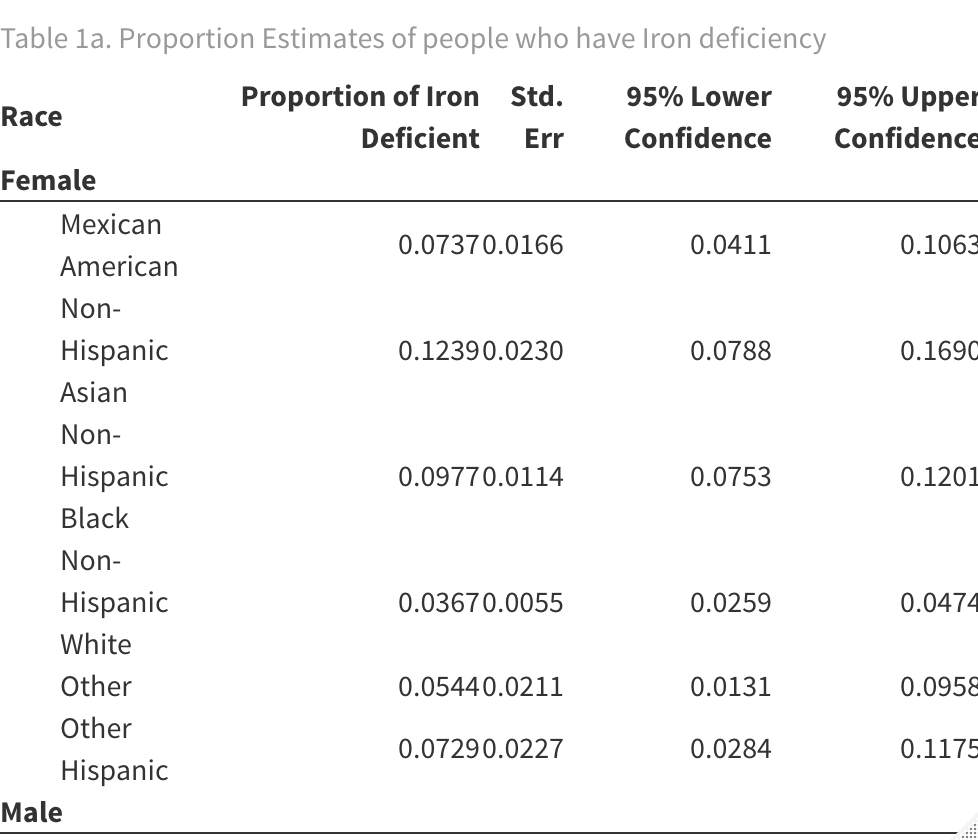 Table 1a. Proportion Estimates of people who have Iron deficiency
Race Proportion of Iron Deficient Std. Err 95% Lower Confidence 95% Upper Confidence
Female
Mexican American 0.0737 0.0166 0.0411 0.1063
Non-Hispanic Asian 0.1239 0.0230 0.0788 0.1690
Non-Hispanic Black 0.0977 0.0114 0.0753 0.1201
Non-Hispanic White 0.0367 0.0055 0.0259 0.0474
Other 0.0544 0.0211 0.0131 0.0958
Other Hispanic 0.0729 0.0227 0.0284 0.1175
Male